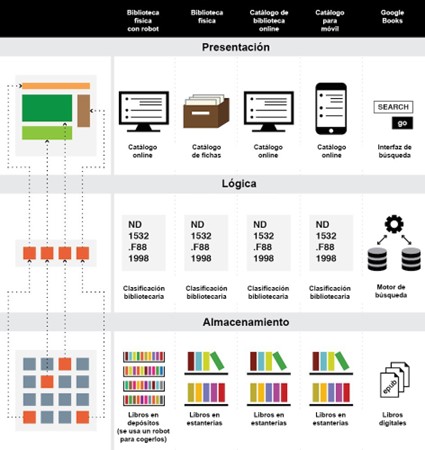 Biblioteca física con robot
Biblioteca física
Catálogo de biblioteca online
Catálogo para móvil
Google Books
Presentación
Catálogo online
Catálogo de fichas
Catálogo online
Catálogo online
SEARCH
go
Interfaz de búsqueda
Lógica
ND
1532
.F88
1998
ND
1532
.F88
1998
ND
1532
.F88
1998
ND
1532
.F88
1998
Clasificación bibliotecaria
Clasificación bibliotecaria
Clasificación bibliotecaria
Clasificación bibliotecaria
Motor de búsqueda
Almacenamiento
epub
Libros en depósitos (se usa un robot para cogerlos)
Libros en estanterías
Libros en estanterías
Libros en estanterías
Libros digitales